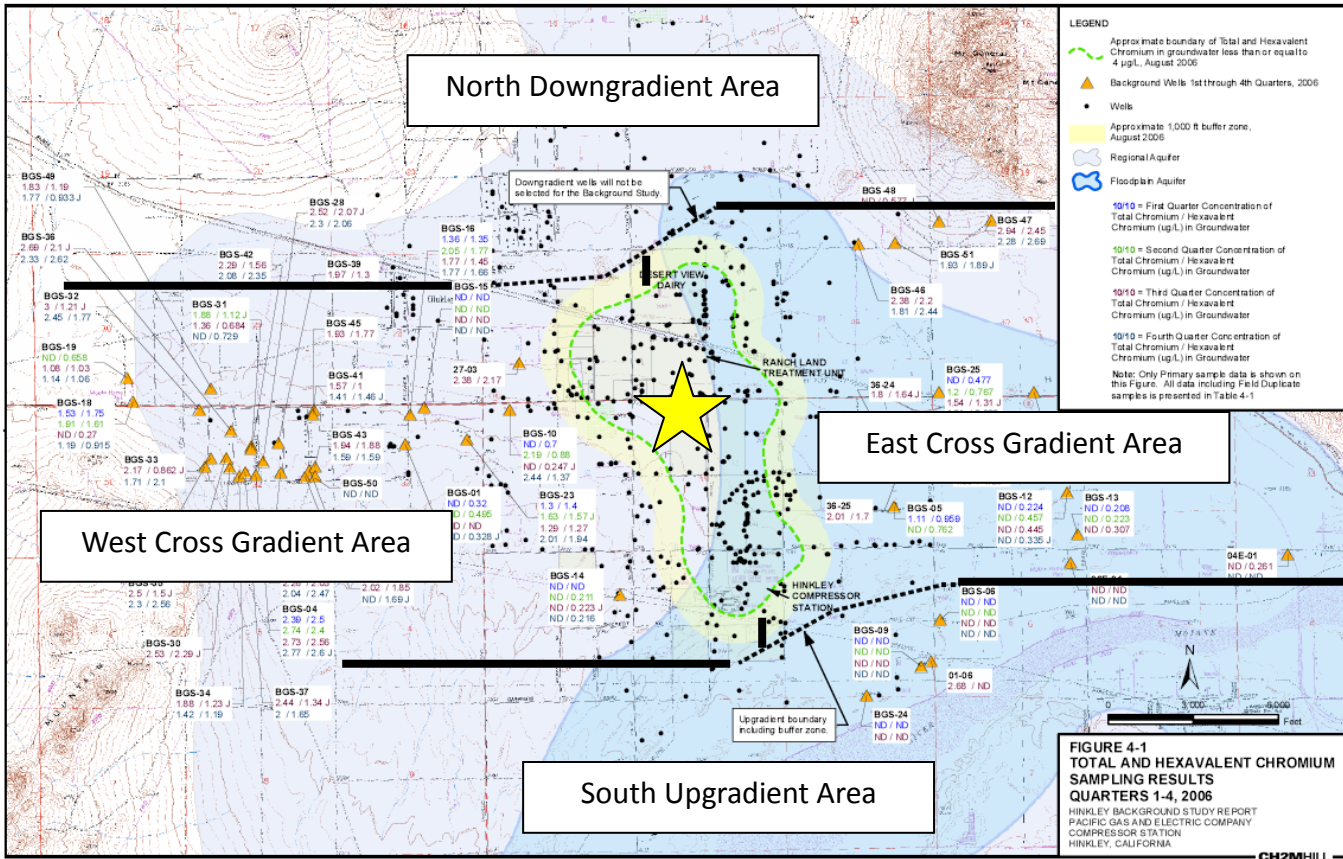 North Downgradient Area
Downgradient wells will not be
selected for the Background Study.
BGS-49
1.83 / 1.19
1.77 / 0.933 J
BGS-28
2.52 / 2.07 J
2.3 / 2.06
BGS-36
2.69 / 2.1 J
2.33 / 2.62
BGS-42
2.29 / 1.56
2.08 / 2.35
BGS-39
1.97 / 1.3
BGS-16
1.36 / 1.35
2.05 / 1.77
1.77 / 1.45
1.77 / 1.66
BGS-48
ND / 0.577
BGS-47
2.94 / 2.45
2.28 / 2.69
BGS-51
1.93 / 1.89 J
BGS-46
2.38 / 2.2
1.81 / 2.44
DESERT VIEW
DAIRY
BGS-32
3 / 1.21 J
2.45 / 1.77
BGS-31
1.88 / 1.12 J
1.36 / 0.684
ND / 0.729
BGS-45
1.93 / 1.77
BGS-15
ND / ND
ND / ND
ND / ND
ND / ND
BGS-19
ND / 0.658
1.08 / 1.03
1.14 / 1.06
BGS-41
1.57 / 1
1.41 / 1.46 J
27-03
2.38 / 2.17
RANCH LAND
TREATMENT UNIT
36-24
1.8 / 1.64 J
BGS-25
ND / 0.477
1.2 / 0.767
1.54 / 1.31 J
BGS-18
1.53 / 1.75
1.91 / 1.61
ND / 0.27
1.19 / 0.915
BGS-43
1.94 / 1.88
1.59 / 1.59
BGS-10
ND / 0.7
2.19 / 0.88
ND / 0.247 J
2.44 / 1.37
East Cross Gradient Area
BGS-33
2.17 / 0.862 J
1.71 / 2.1
BGS-50
ND / ND
BGS-01
ND / 0.32
ND / 0.495
ND / ND
ND / 0.328 J
BGS-23
1.3 / 1.4
1.63 / 1.57 J
1.29 / 1.27
2.01 / 1.94
36-25
2.01 / 1.7
BGS-05
1.11 / 0.959
ND / 0.762
BGS-12
ND / 0.224
ND / 0.457
ND / 0.445
ND / 0.335 J
BGS-13
ND / 0.208
ND / 0.223
ND / 0.307
West Cross Gradient Area
04E-01
ND / 0.261
ND / ND
ND / ND
2.5 / 1.5 J
2.3 / 2.56
2.04 / 2.47
2.02 / 1.85
ND / 1.69 J
BGS-14
ND / ND
ND / 0.211
ND / 0.223 J
ND / 0.216
HINKLEY
COMPRESSOR
STATION
BGS-04
2.39 / 2.5
2.74 / 2.4
2.73 / 2.56
2.77 / 2.6 J
BGS-06
ND / ND
ND / ND
ND / ND
ND / ND
BGS-09
ND / ND
ND / ND
ND / ND
ND / ND
BGS-30
2.53 / 2.29 J
01-06
2.68 / ND
BGS-34
1.88 / 1.23 J
1.42 / 1.19
BGS-37
2.44 / 1.34 J
2 / 1.65
BGS-24
ND / ND
ND / ND
Upgradient boundary
including buffer zone.
South Upgradient Area
MOJAVE
MOUNTAIN
N
Feet
LEGEND
Approximate boundary of Total and Hexavalent
Chromium in groundwater less than or equal to
4 µg/L, August 2006
Background Wells 1st through 4th Quarters, 2006
Wells
Approximate 1,000 ft buffer zone,
August 2006
Regional Aquifer
Floodplain Aquifer
10/10 = First Quarter Concentration of
Total Chromium / Hexavalent
Chromium (ug/L) in Groundwater
10/10 = Second Quarter Concentration of
Total Chromium / Hexavalent
Chromium (ug/L) in Groundwater
10/10 = Third Quarter Concentration of
Total Chromium / Hexavalent
Chromium (ug/L) in Groundwater
10/10 = Fourth Quarter Concentration of
Total Chromium / Hexavalent
Chromium (ug/L) in Groundwater
Note: Only Primary sample data is shown on
this Figure. All data including Field Duplicate
samples is presented in Table 4-1
FIGURE 4-1
TOTAL AND HEXAVALENT CHROMIUM
SAMPLING RESULTS
QUARTERS 1-4, 2006
HINKLEY BACKGROUND STUDY REPORT
PACIFIC GAS AND ELECTRIC COMPANY
COMPRESSOR STATION
HINKLEY, CALIFORNIA
CH2MHILL